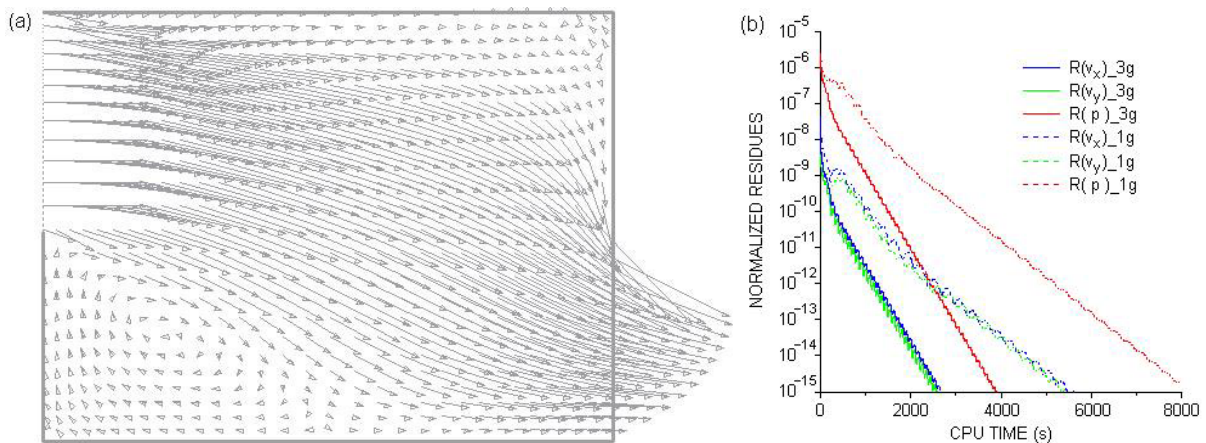 (a)
(b)
NORMALIZED RESIDUES
10⁻⁵
10⁻⁶
10⁻⁷
10⁻⁸
10⁻⁹
10⁻¹⁰
10⁻¹¹
10⁻¹²
10⁻¹³
10⁻¹⁴
10⁻¹⁵
R(vₓ)_3g
R(v_y)_3g
R( p )_3g
R(vₓ)_1g
R(v_y)_1g
R( p )_1g
0 2000 4000 6000 8000
CPU TIME (s)